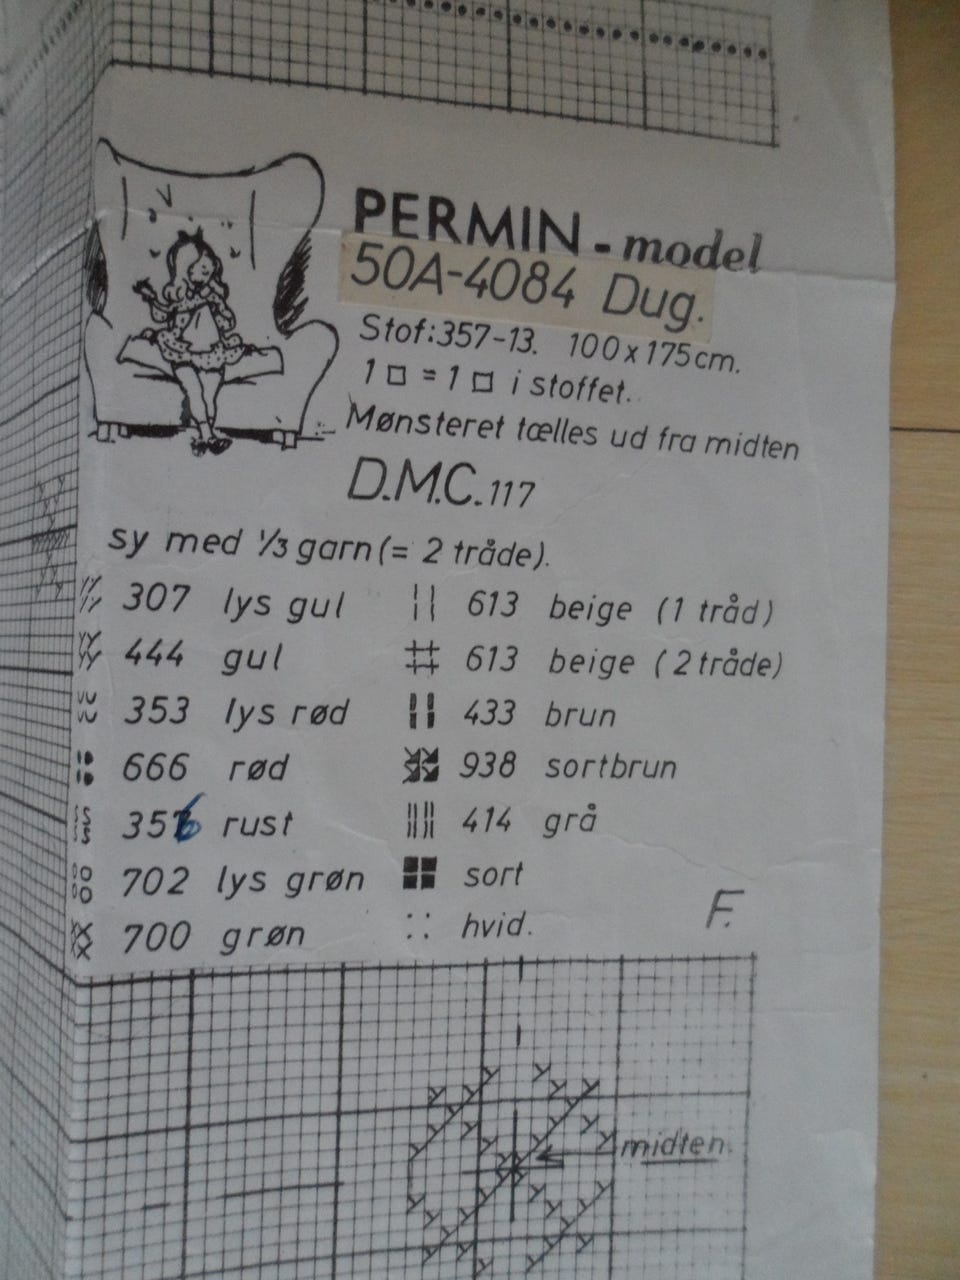 PERMIN - model
50A-4084 Dug.
Stof: 357-13. 100 x 175 cm.
1 □ = 1 □ i stoffet.
Mønsteret tælles ud fra midten
D.M.C. 117
sy med 1/3 garn (= 2 tråde).
307 lys gul
444 gul
353 lys rød
666 rød
356 rust
702 lys grøn
700 grøn
613 beige (1 tråd)
613 beige (2 tråde)
433 brun
938 sortbrun
414 grå
sort
hvid.
F.
midten.